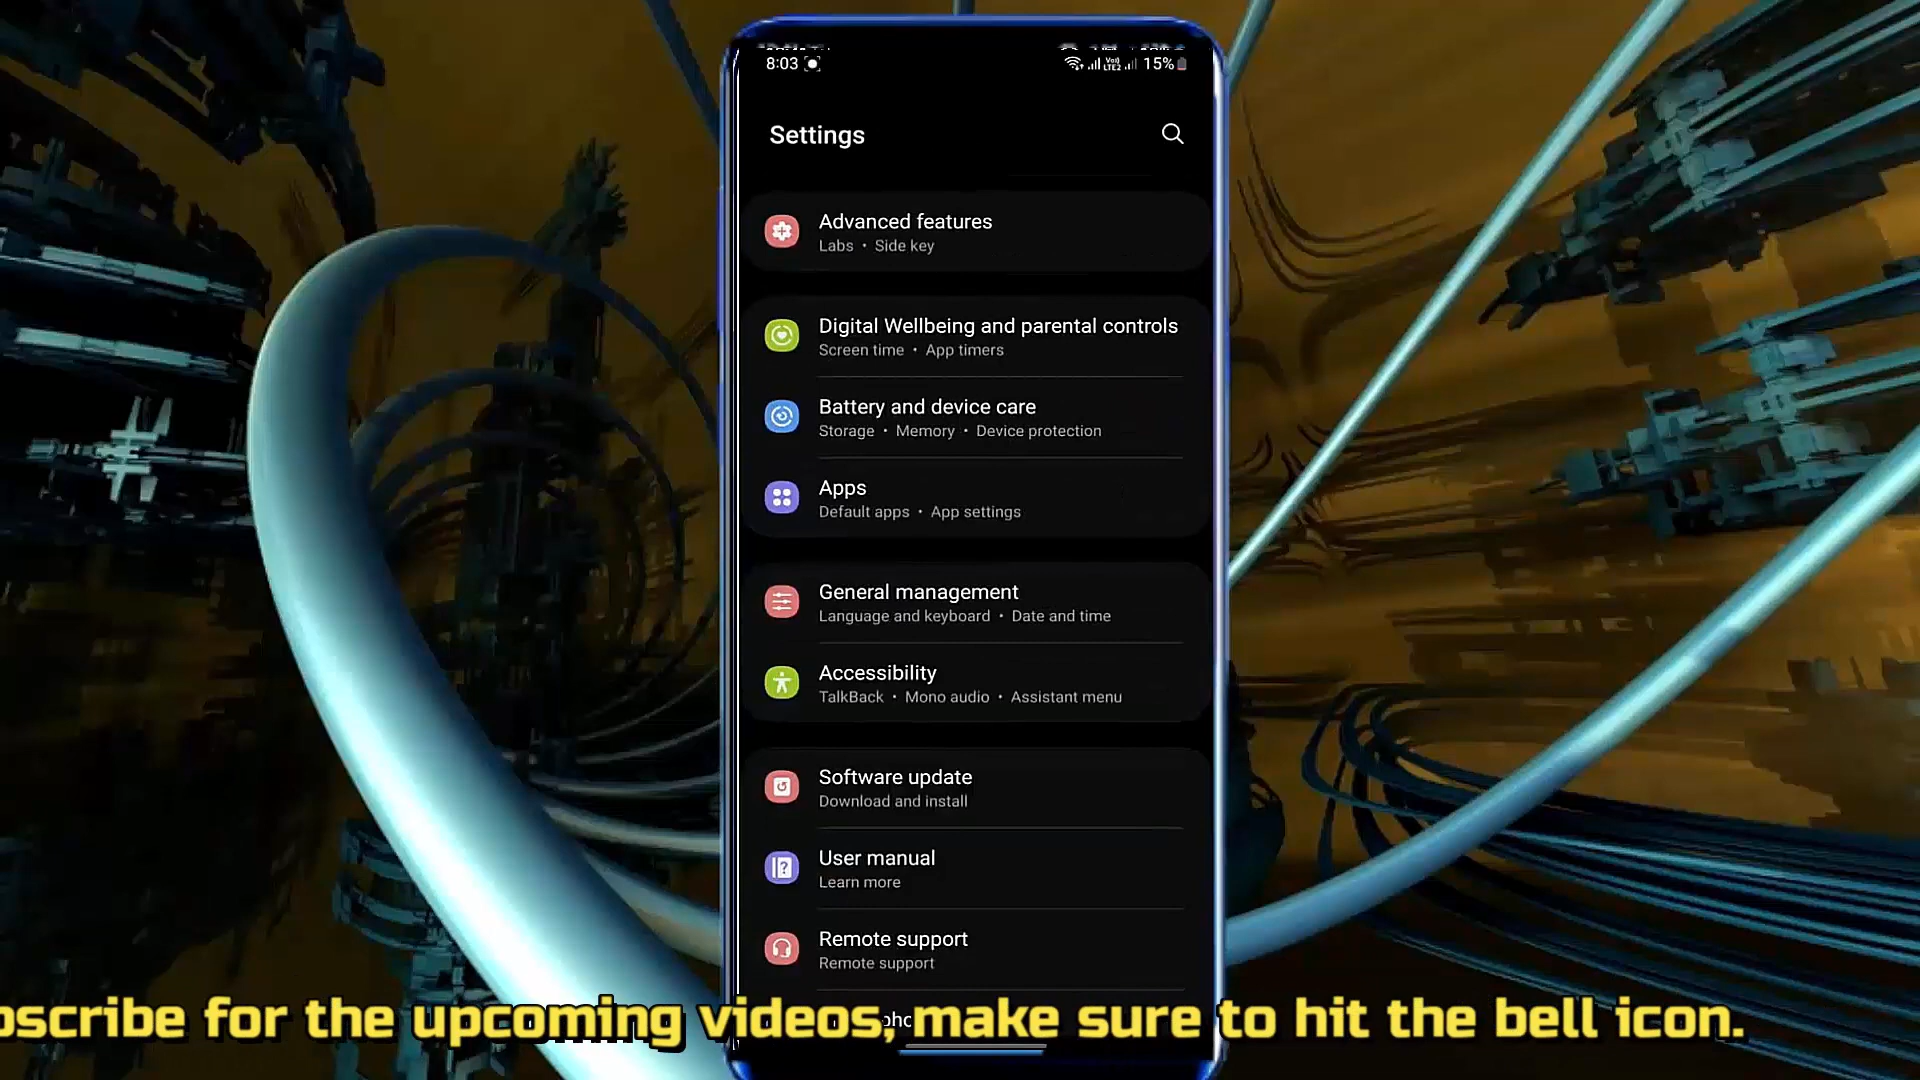 8:03
Vo)) LTE2 15%
Settings
Advanced features
Labs • Side key
Digital Wellbeing and parental controls
Screen time • App timers
Battery and device care
Storage • Memory • Device protection
Apps
Default apps • App settings
General management
Language and keyboard • Date and time
Accessibility
TalkBack • Mono audio • Assistant menu
Software update
Download and install
User manual
Learn more
Remote support
Remote support
bscribe for the upcoming videos, make sure to hit the bell icon.